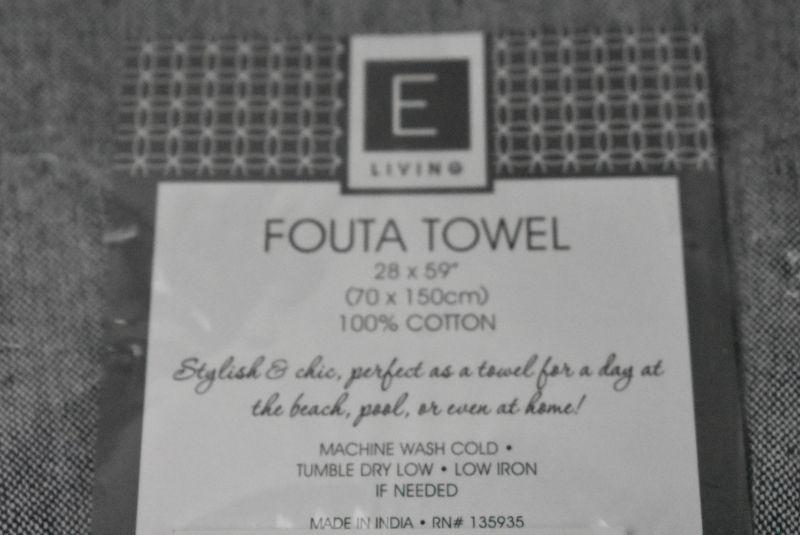 E
LIVING
FOUTA TOWEL
28 x 59"
(70 x 150cm)
100% COTTON
Stylish & chic, perfect as a towel for a day at
the beach, pool, or even at home!
MACHINE WASH COLD •
TUMBLE DRY LOW • LOW IRON
IF NEEDED
MADE IN INDIA • RN# 135935